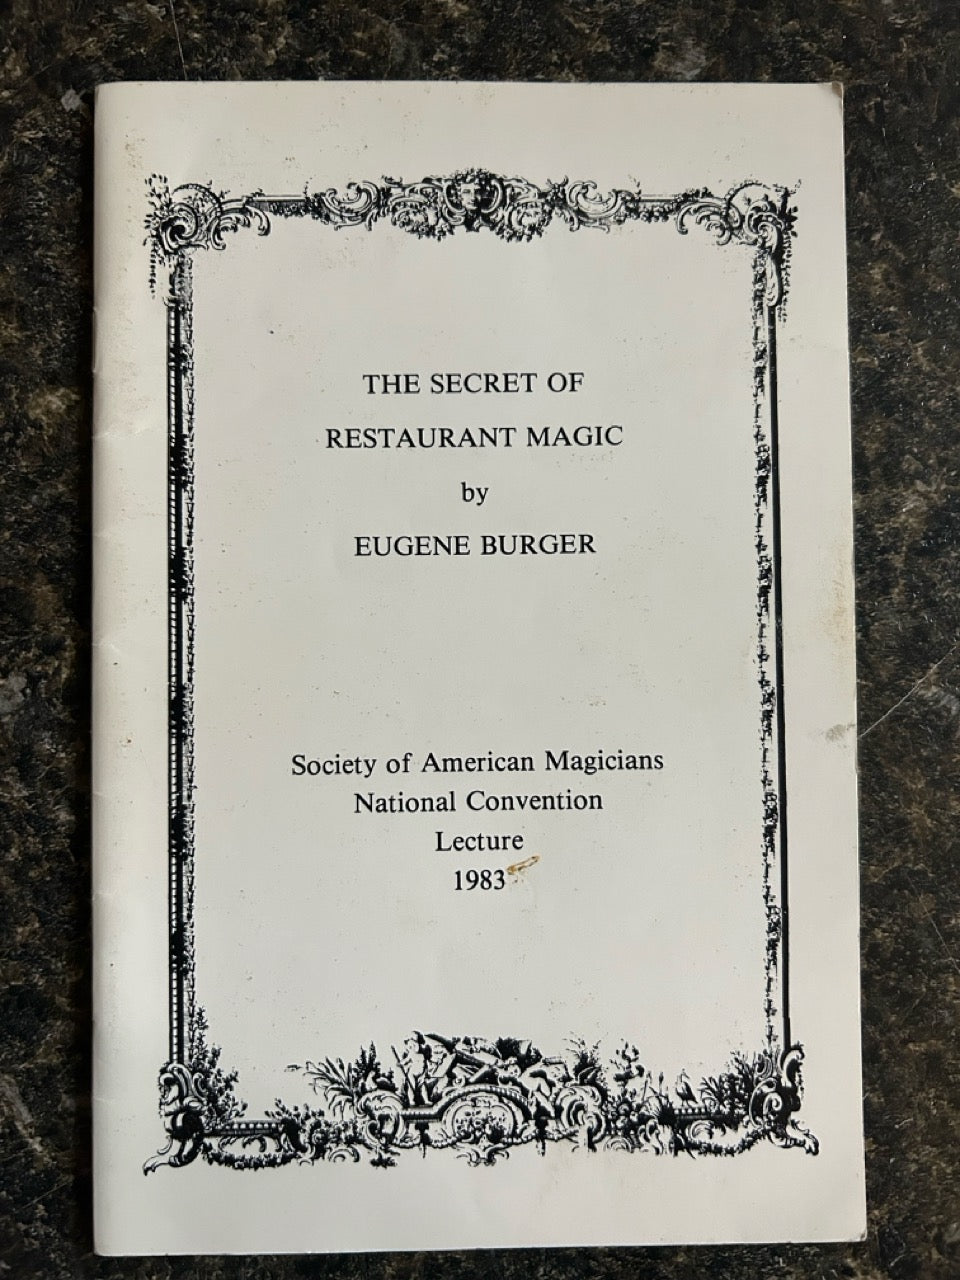 THE SECRET OF
RESTAURANT MAGIC
by
EUGENE BURGER
Society of American Magicians
National Convention
Lecture
1983